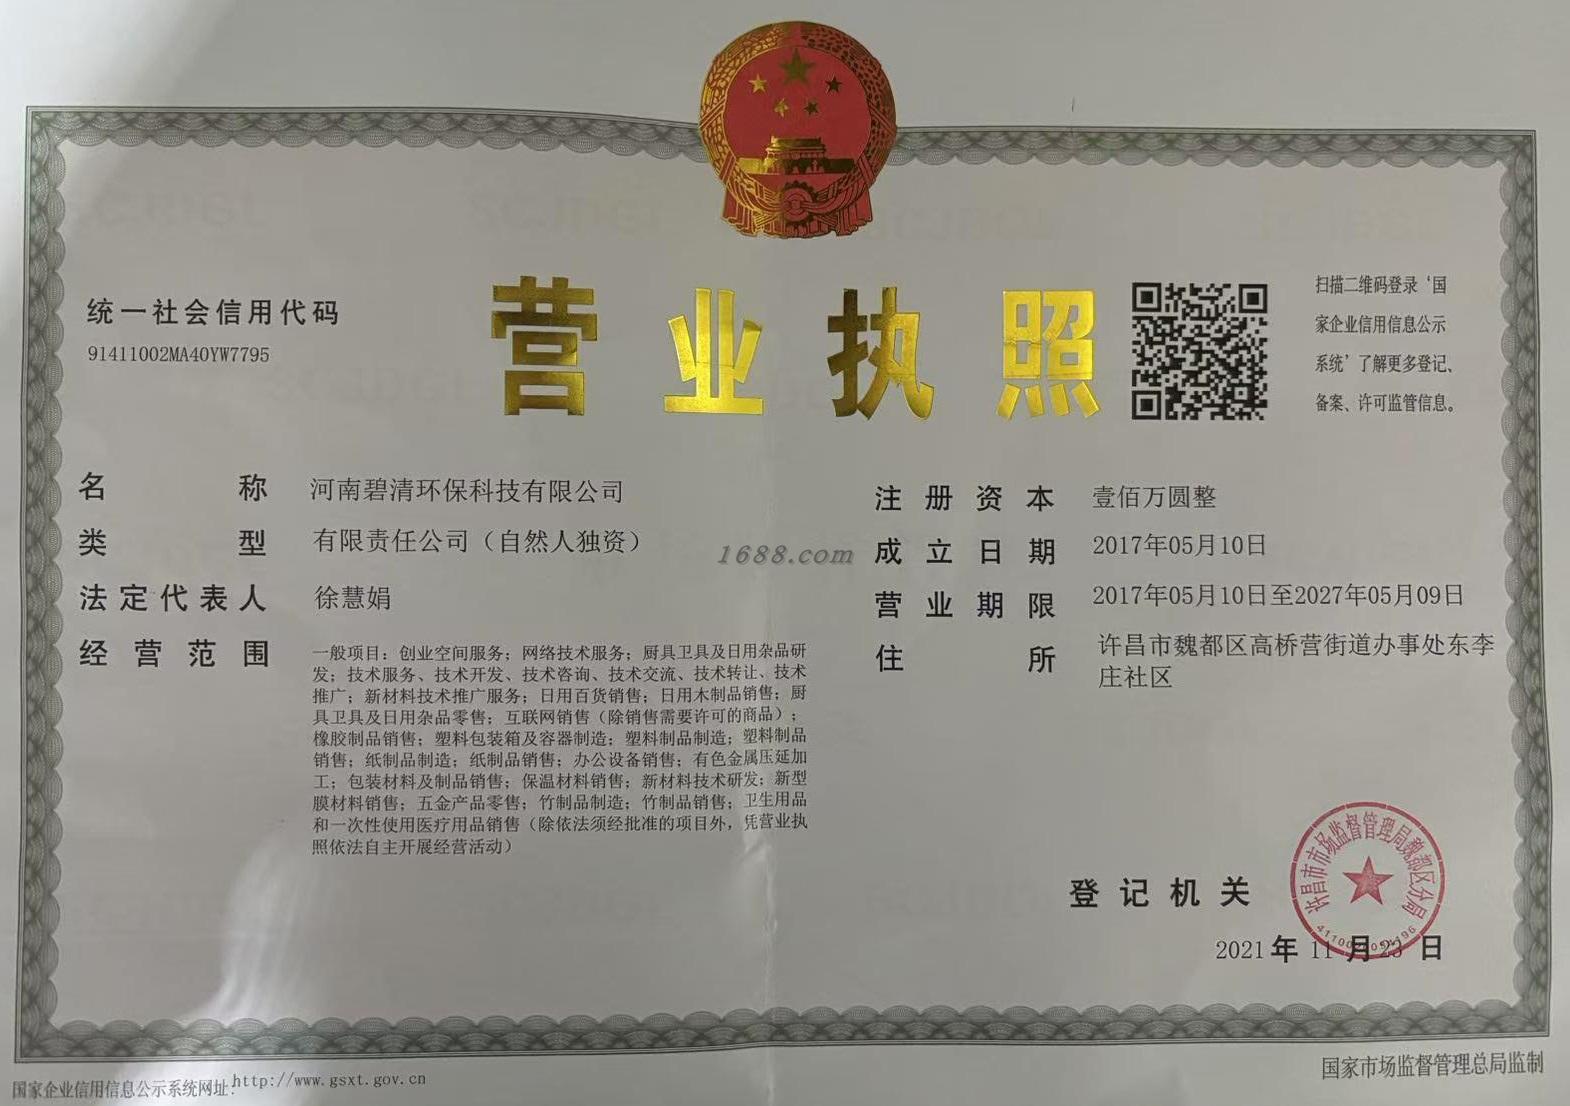 营业执照
统一社会信用代码
91411002MA40YW7795
扫描二维码登录‘国
家企业信用信息公示
系统’了解更多登记、
备案、许可监管信息。
名称 河南碧清环保科技有限公司
类型 有限责任公司（自然人独资）
法定代表人 徐慧娟
经营范围 一般项目：创业空间服务；网络技术服务；厨具卫具及日用杂品研
发；技术服务、技术开发、技术咨询、技术交流、技术转让、技术
推广；新材料技术推广服务；日用百货销售；日用木制品销售；厨
具卫具及日用杂品零售；互联网销售（除销售需要许可的商品）；
橡胶制品销售；塑料包装箱及容器制造；塑料制品制造；塑料制品
销售；纸制品制造；纸制品销售；办公设备销售；有色金属压延加
工；包装材料及制品销售；保温材料销售；新材料技术研发；新型
膜材料销售；五金产品零售；竹制品制造；竹制品销售；卫生用品
和一次性使用医疗用品销售（除依法须经批准的项目外，凭营业执
照依法自主开展经营活动）
1688.com
注册资本 壹佰万圆整
成立日期 2017年05月10日
营业期限 2017年05月10日至2027年05月09日
住所 许昌市魏都区高桥营街道办事处东李
庄社区
登记机关
许昌市市场监督管理局魏都区分局
2021年11月23日
国家企业信用信息公示系统网址:http://www.gsxt.gov.cn
国家市场监督管理总局监制